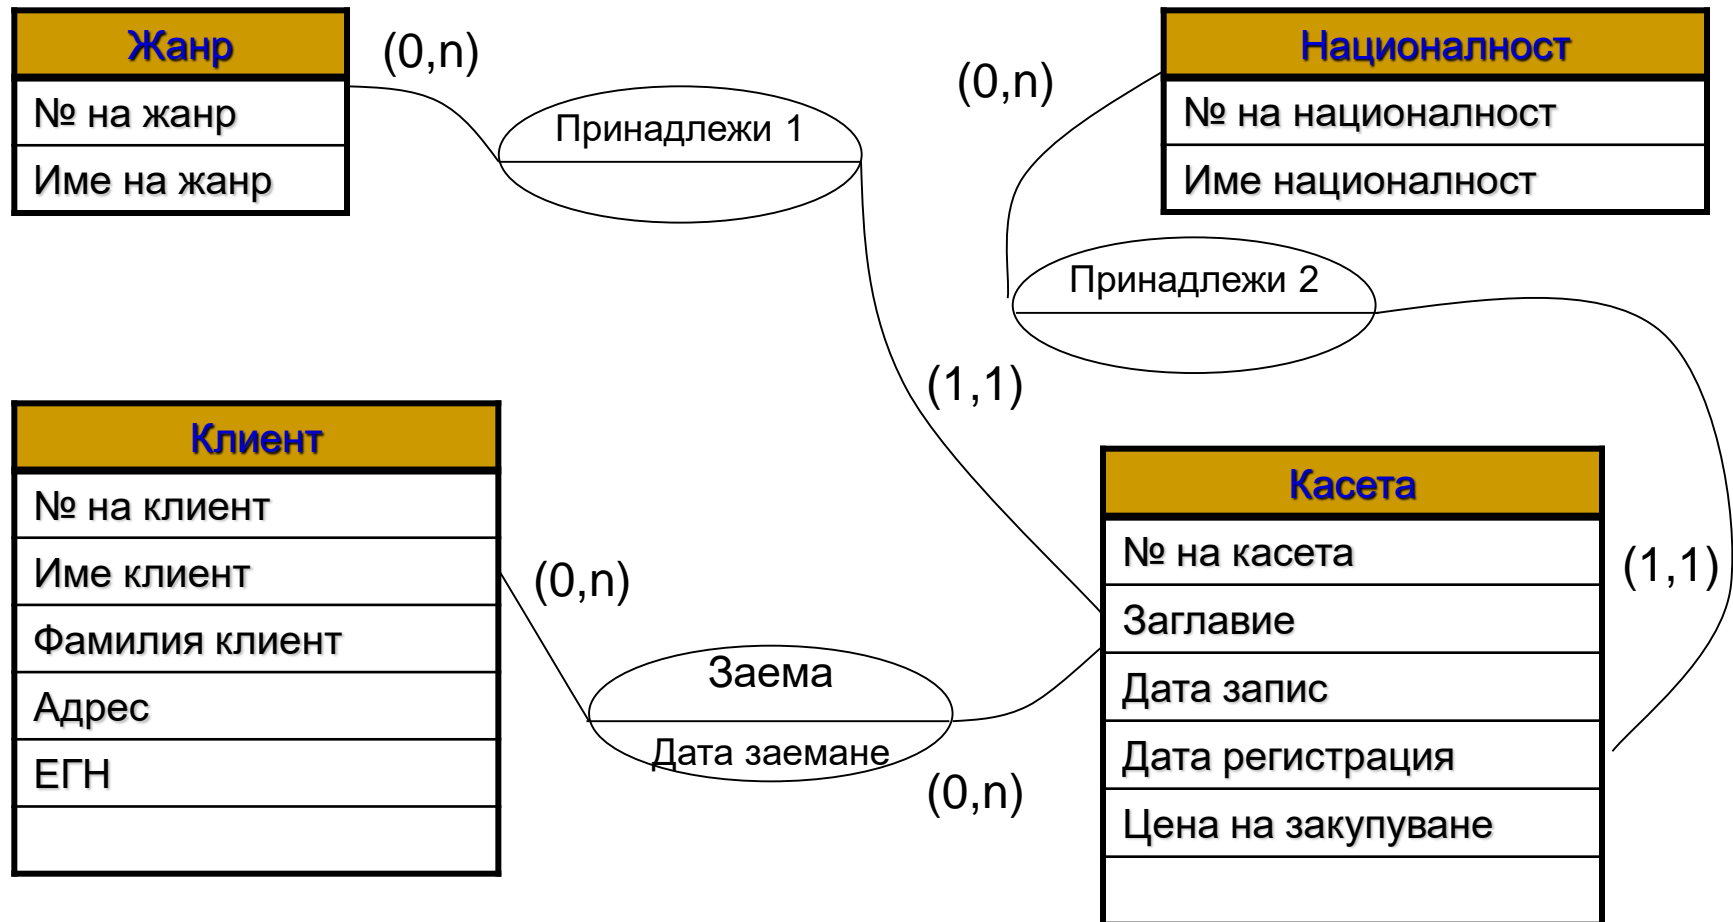 Жанр
№ на жанр
Име на жанр
(0,n)
Принадлежи 1
(0,n)
Националност
№ на националност
Име националност
Принадлежи 2
(1,1)
Клиент
№ на клиент
Име клиент
Фамилия клиент
Адрес
ЕГН
(0,n)
Заема
Дата заемане
(0,n)
Касета
№ на касета
Заглавие
Дата запис
Дата регистрация
Цена на закупуване
(1,1)